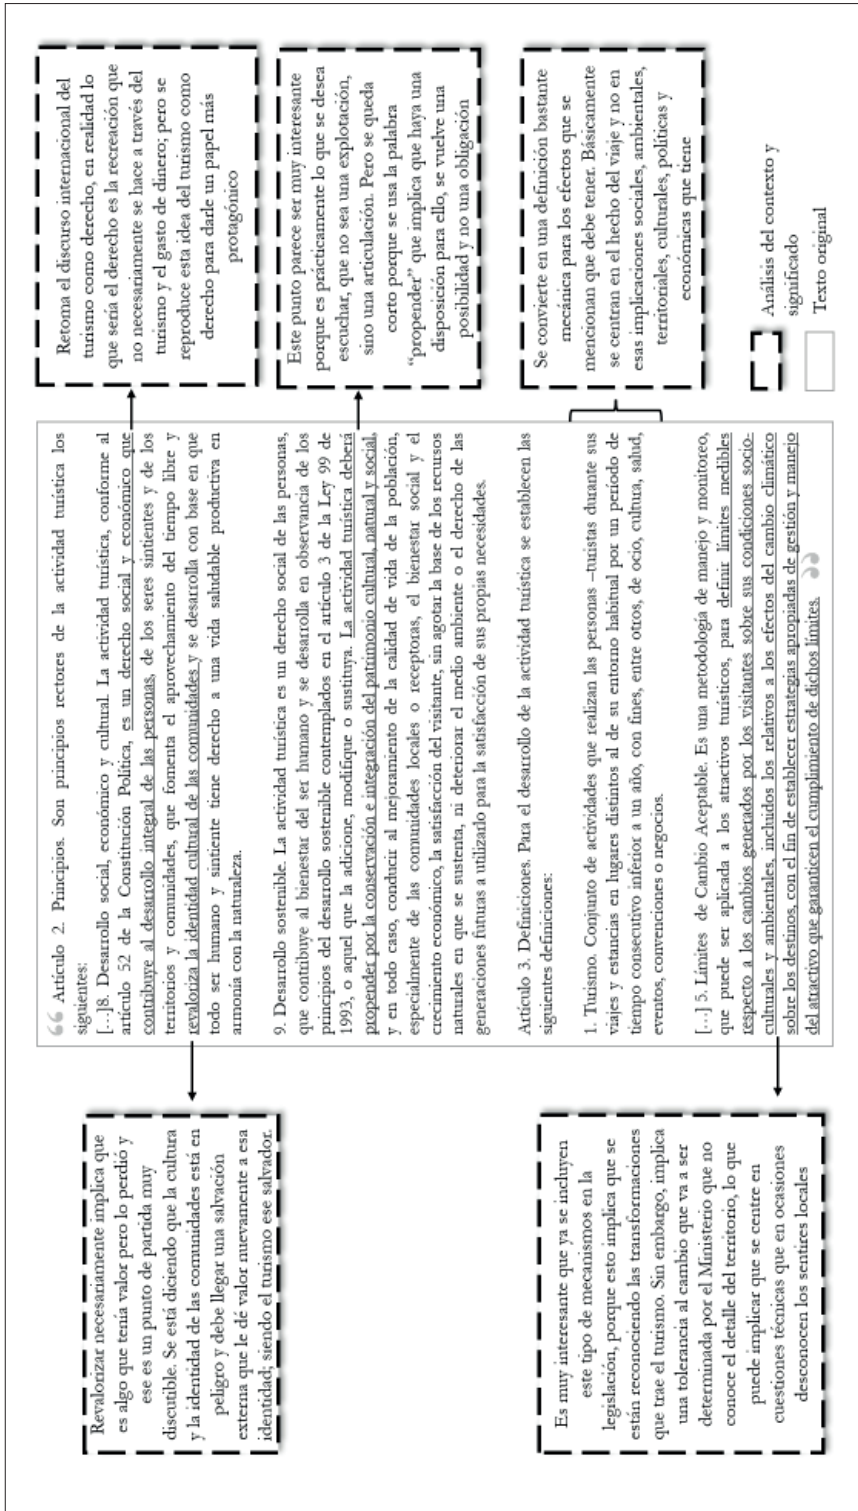 Revalorizar necesariamente implica que
es algo que tenía valor pero lo perdió y
ese es un punto de partida muy
discutible. Se está diciendo que la cultura
y la identidad de las comunidades está en
peligro y debe llegar una salvación
externa que le dé valor nuevamente a esa
identidad; siendo el turismo ese salvador.
Es muy interesante que ya se incluyen
este tipo de mecanismos en la
legislación, porque esto implica que se
están reconociendo las transformaciones
que trae el turismo. Sin embargo, implica
una tolerancia al cambio que va a ser
determinada por el Ministerio que no
conoce el detalle del territorio, lo que
puede implicar que se centre en
cuestiones técnicas que en ocasiones
desconocen los sentires locales
“ Artículo 2. Principios. Son principios rectores de la actividad turística los
siguientes:
[...]8. Desarrollo social, económico y cultural. La actividad turística, conforme al
artículo 52 de la Constitución Política, es un derecho social y económico que
contribuye al desarrollo integral de las personas, de los seres sintientes y de los
territorios y comunidades, que fomenta el aprovechamiento del tiempo libre y
revaloriza la identidad cultural de las comunidades y se desarrolla con base en que
todo ser humano y sintiente tiene derecho a una vida saludable productiva en
armonía con la naturaleza.
9. Desarrollo sostenible. La actividad turística es un derecho social de las personas,
que contribuye al bienestar del ser humano y se desarrolla en observancia de los
principios del desarrollo sostenible contemplados en el artículo 3 de la Ley 99 de
1993, o aquel que la adicione, modifique o sustituya. La actividad turística deberá
propender por la conservación e integración del patrimonio cultural, natural y social,
y en todo caso, conducir al mejoramiento de la calidad de vida de la población,
especialmente de las comunidades locales o receptoras, el bienestar social y el
crecimiento económico, la satisfacción del visitante, sin agotar la base de los recursos
naturales en que se sustenta, ni deteriorar el medio ambiente o el derecho de las
generaciones futuras a utilizarlo para la satisfacción de sus propias necesidades.
Artículo 3. Definiciones. Para el desarrollo de la actividad turística se establecen las
siguientes definiciones:
1. Turismo. Conjunto de actividades que realizan las personas –turistas durante sus
viajes y estancias en lugares distintos al de su entorno habitual por un período de
tiempo consecutivo inferior a un año, con fines, entre otros, de ocio, cultura, salud,
eventos, convenciones o negocios.
[...] 5. Límites de Cambio Aceptable. Es una metodología de manejo y monitoreo,
que puede ser aplicada a los atractivos turísticos, para definir límites medibles
respecto a los cambios generados por los visitantes sobre sus condiciones socio-
culturales y ambientales, incluidos los relativos a los efectos del cambio climático
sobre los destinos, con el fin de establecer estrategias apropiadas de gestión y manejo
del atractivo que garanticen el cumplimiento de dichos límites. ”
Retoma el discurso internacional del
turismo como derecho, en realidad lo
que sería el derecho es la recreación que
no necesariamente se hace a través del
turismo y el gasto de dinero; pero se
reproduce esta idea del turismo como
derecho para darle un papel más
protagónico
Este punto parece ser muy interesante
porque es prácticamente lo que se desea
escuchar, que no sea una explotación,
sino una articulación. Pero se queda
corto porque se usa la palabra
“propender” que implica que haya una
disposición para ello, se vuelve una
posibilidad y no una obligación
Se convierte en una definición bastante
mecánica para los efectos que se
mencionan que debe tener. Básicamente
se centran en el hecho del viaje y no en
esas implicaciones sociales, ambientales,
territoriales, culturales, políticas y
económicas que tiene
Análisis del contexto y
significado
Texto original